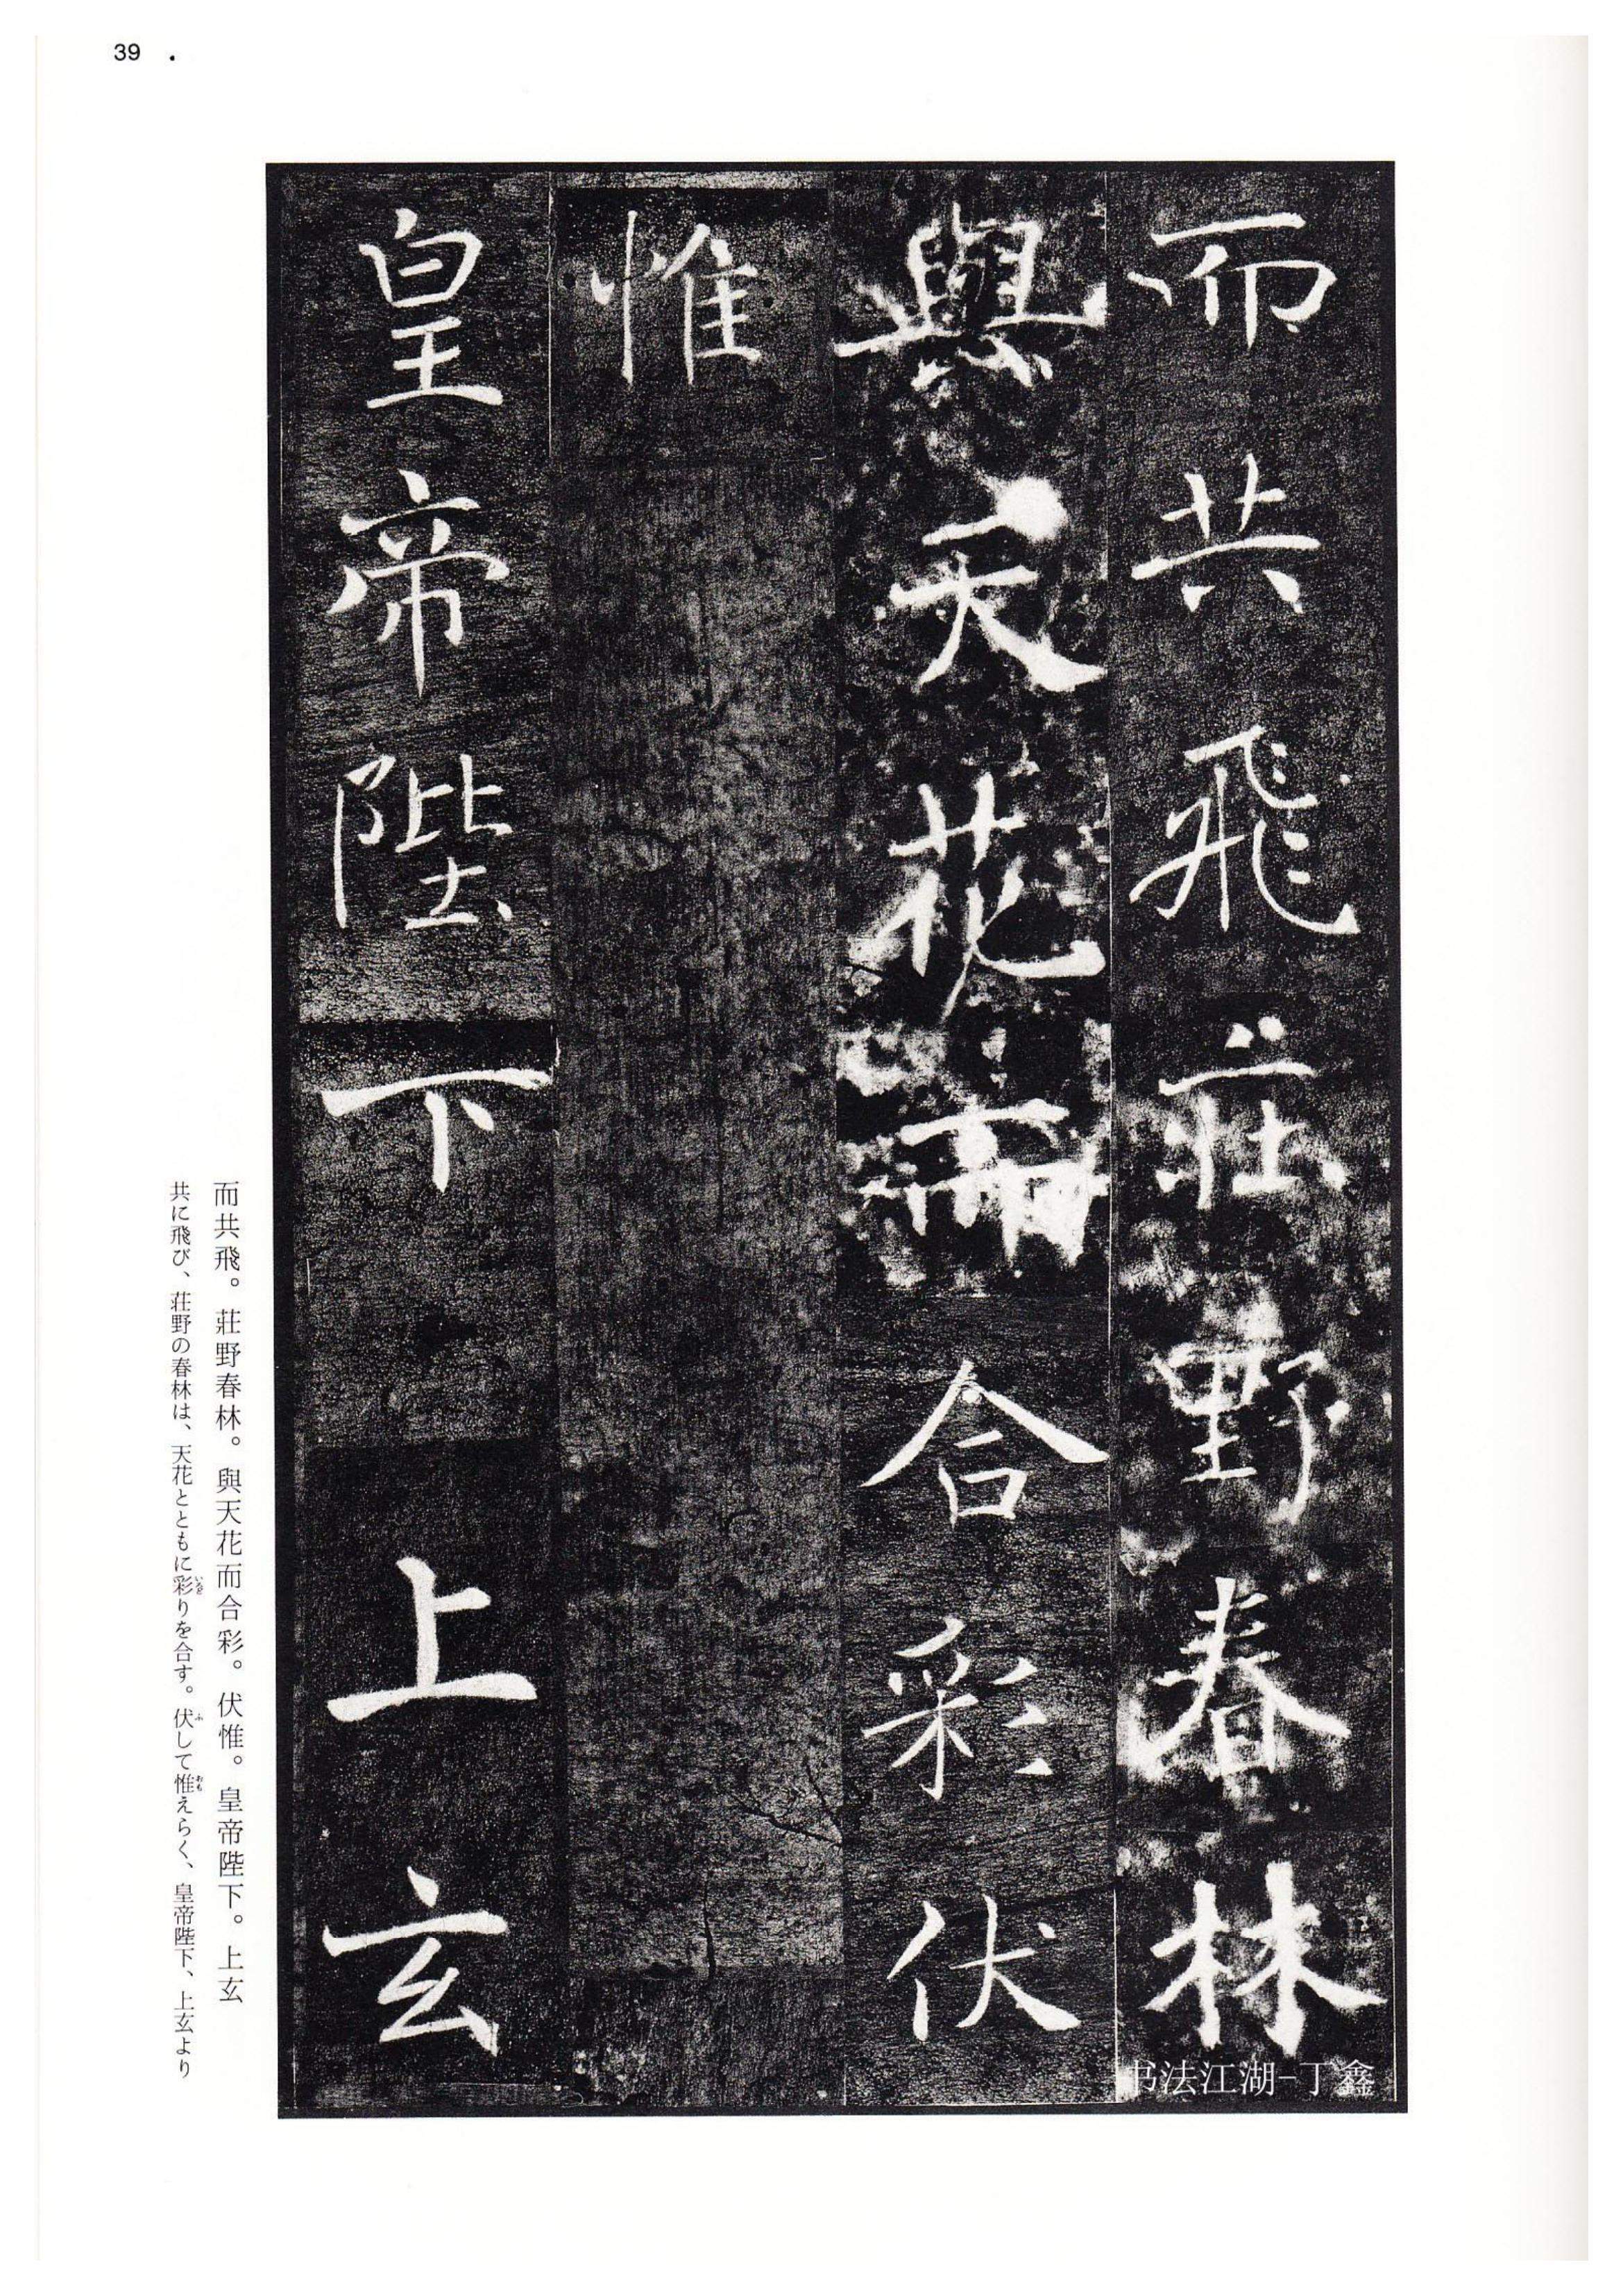 39
而共飛莊野春林
與天花而合彩伏
惟
皇帝陛下上玄
书法江湖-丁鑫
而共飛。莊野春林。與天花而合彩。伏惟。皇帝陛下。上玄
共に飛び、莊野の春林は、天花とともに彩りを合す。伏して惟えらく、皇帝陛下、上玄より